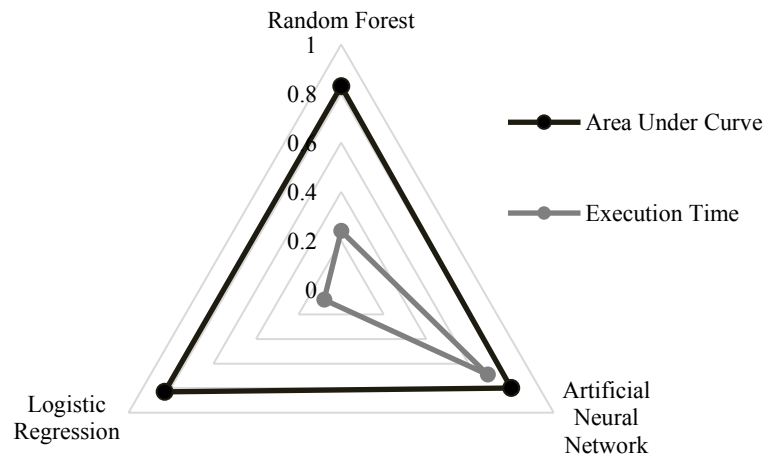 Random Forest
1
0.8
0.6
0.4
0.2
0
Area Under Curve
Execution Time
Artificial
Neural
Network
Logistic
Regression